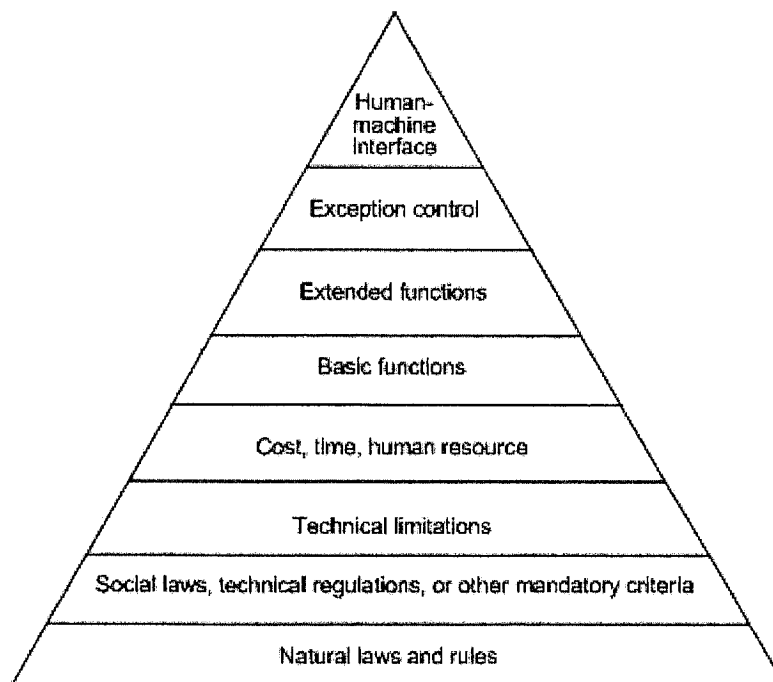 Human-
machine
Interface
Exception control
Extended functions
Basic functions
Cost, time, human resource
Technical limitations
Social laws, technical regulations, or other mandatory criteria
Natural laws and rules